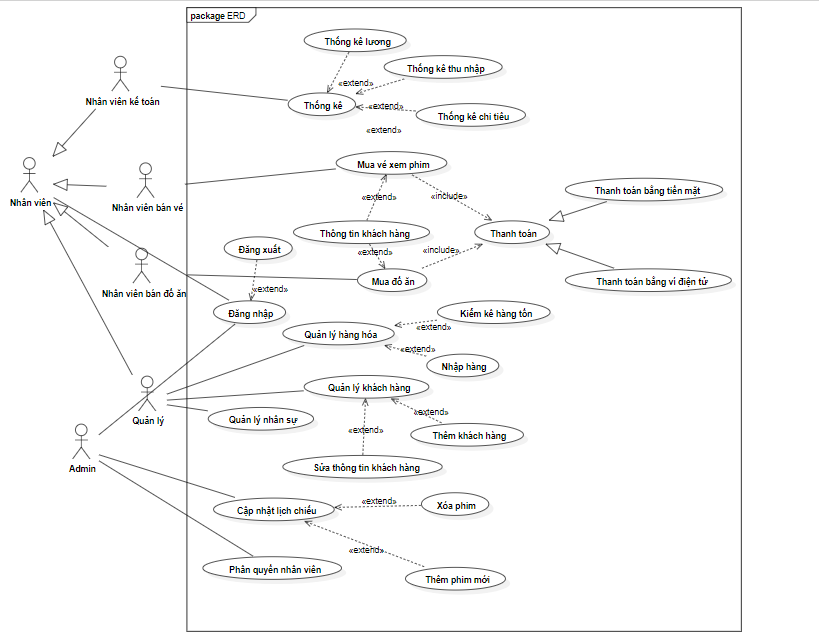 package ERD
Thống kê lương
Thống kê thu nhập
«extend»
Nhân viên kế toán
Thống kê
«extend»
Thống kê chi tiêu
«extend»
Mua vé xem phim
Nhân viên
Nhân viên bán vé
«extend»
«include»
Thanh toán bằng tiền mặt
Thông tin khách hàng
Thanh toán
Đăng xuất
«extend»
«include»
Mua đồ ăn
Thanh toán bằng ví điện tử
Nhân viên bán đồ ăn
«extend»
Đăng nhập
Kiểm kê hàng tồn
«extend»
Quản lý hàng hóa
«extend»
Nhập hàng
Quản lý khách hàng
«extend»
Quản lý
Quản lý nhân sự
«extend»
Thêm khách hàng
Admin
Sửa thông tin khách hàng
«extend»
Xóa phim
Cập nhật lịch chiếu
«extend»
Phân quyền nhân viên
Thêm phim mới